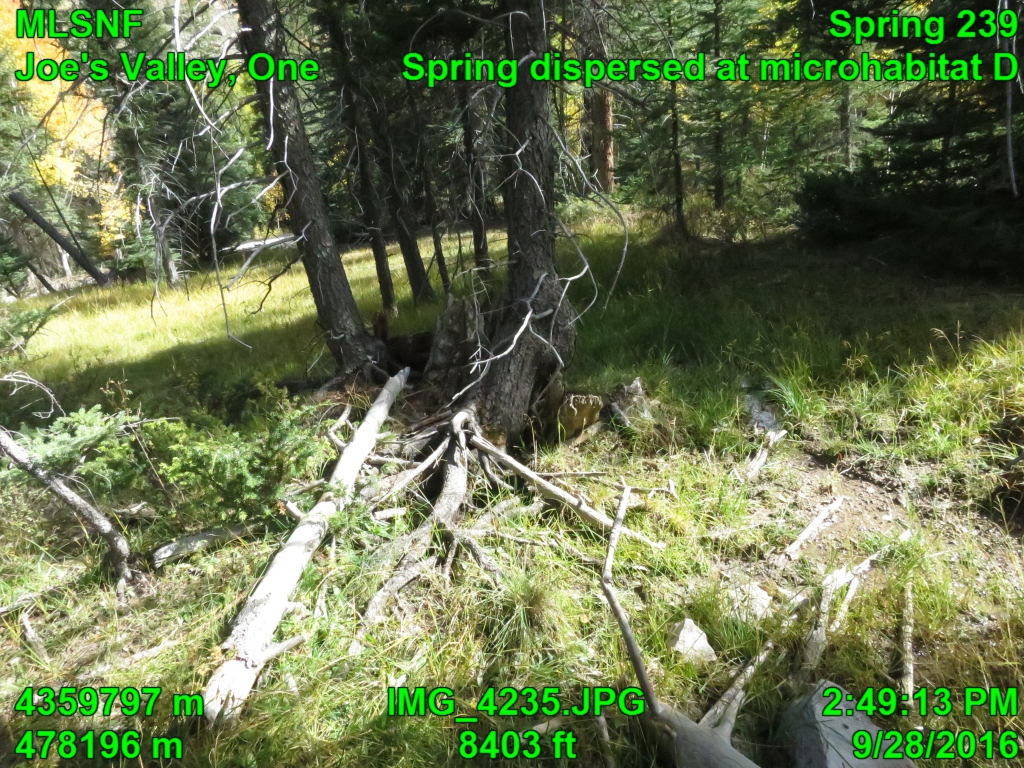 MLSNF Spring 239
Joe's Valley, One Spring dispersed at microhabitat D
4359797 m IMG_4235.JPG 2:49:13 PM
478196 m 8403 ft 9/28/2016